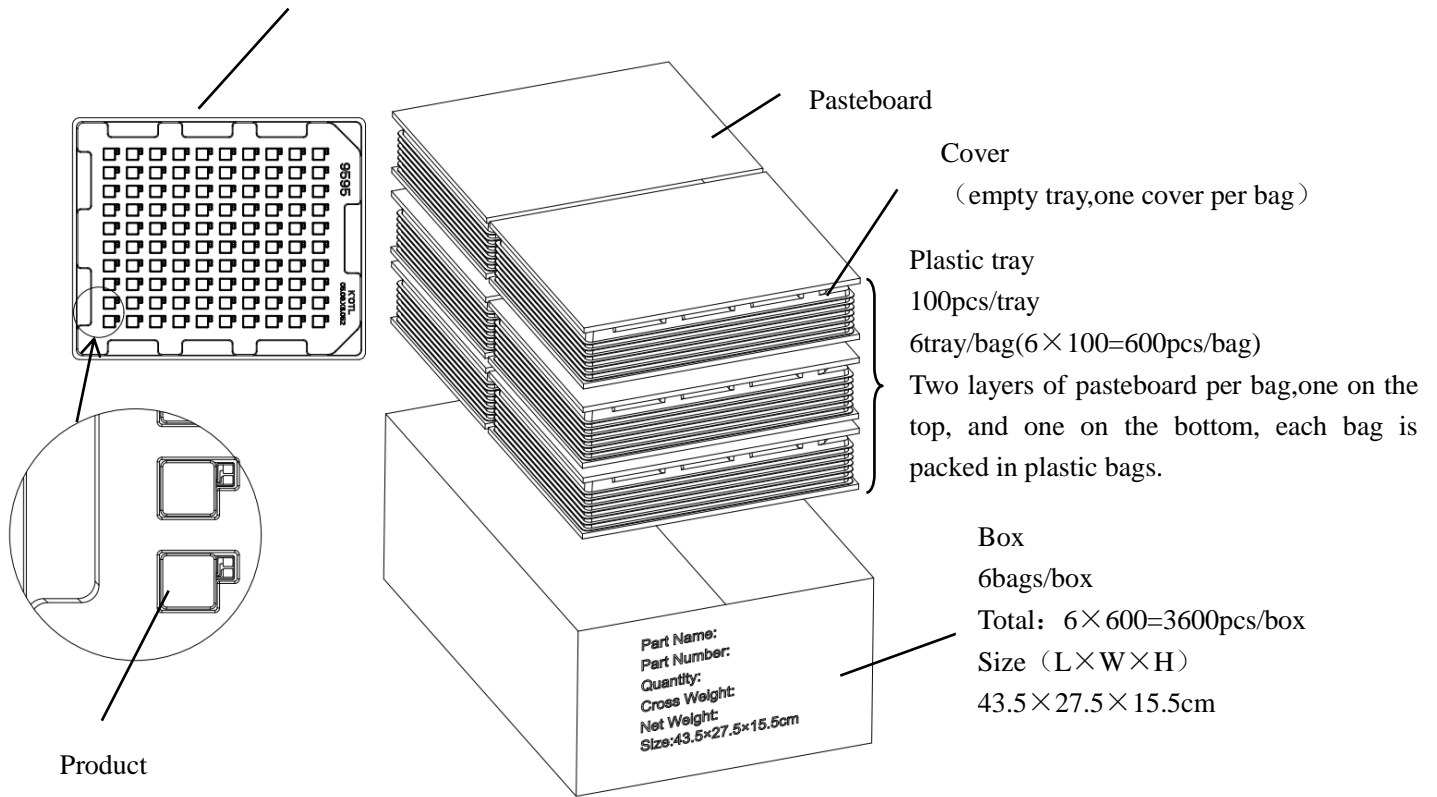 Pasteboard
Cover
（empty tray,one cover per bag）
Plastic tray
100pcs/tray
6tray/bag(6×100=600pcs/bag)
Two layers of pasteboard per bag,one on the
top, and one on the bottom, each bag is
packed in plastic bags.
Box
6bags/box
Total：6×600=3600pcs/box
Size（L×W×H）
43.5×27.5×15.5cm
9595
Part Name:
Part Number:
Quantity:
Cross Weight:
Net Weight:
Size:43.5×27.5×15.5cm
Product